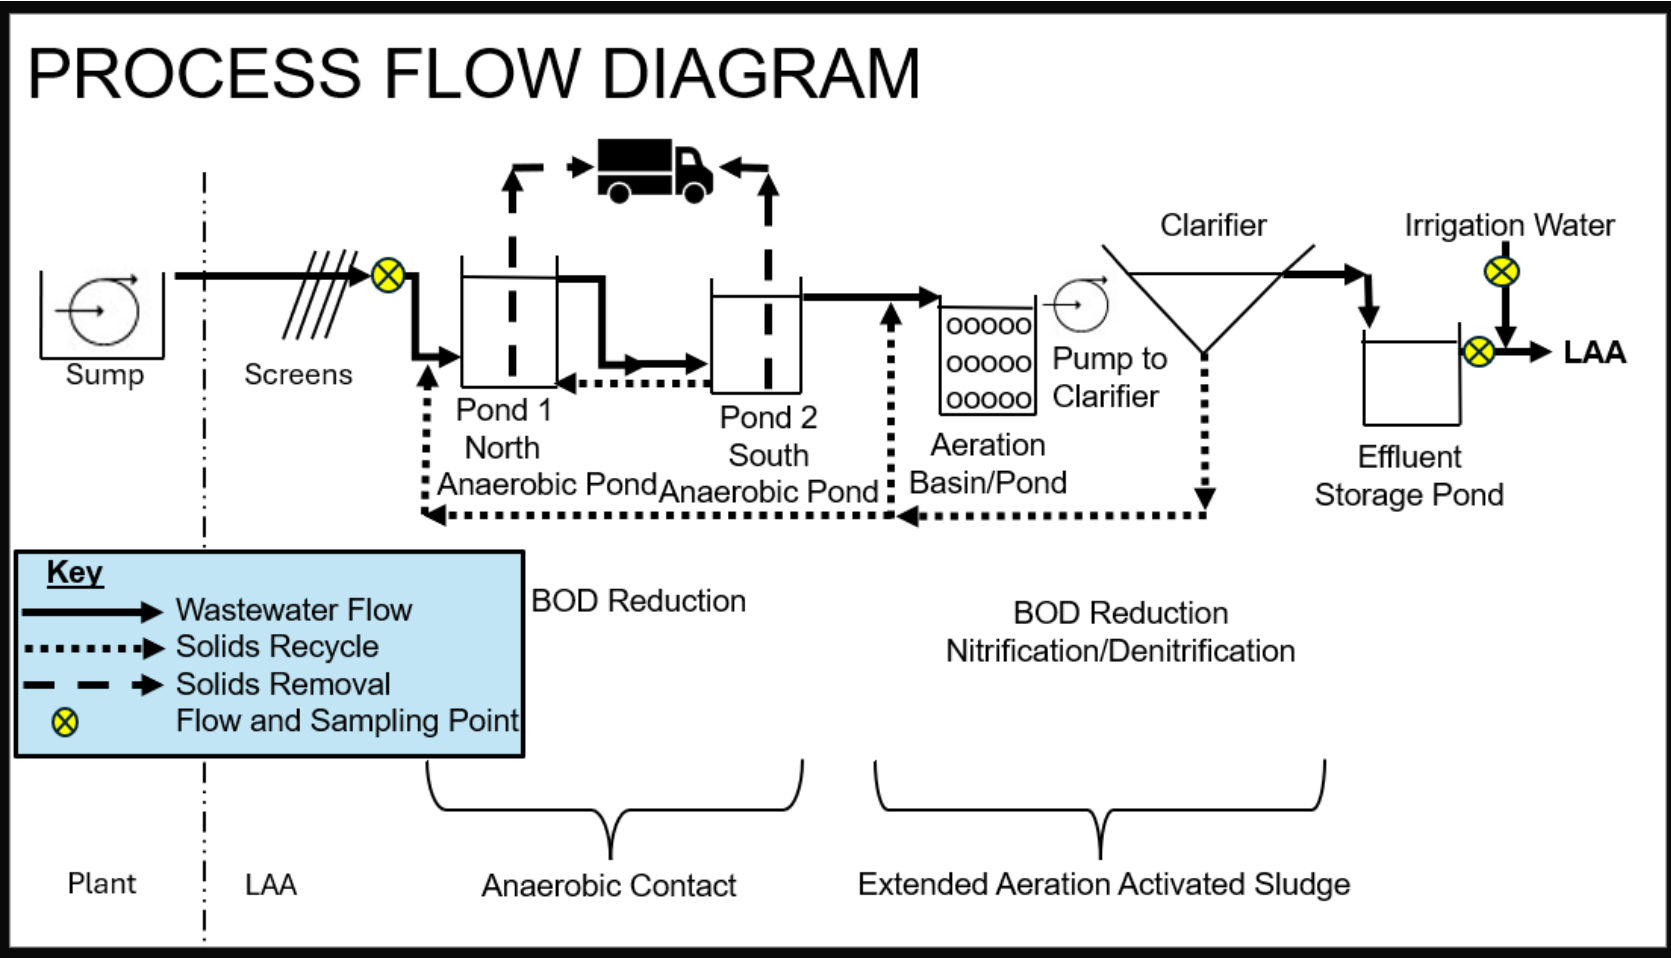 PROCESS FLOW DIAGRAM
Clarifier
Irrigation Water
Sump
Screens
Pond 1
North
Anaerobic Pond
Pond 2
South
Anaerobic Pond
OOOOO
OOOOO
OOOOO
Aeration
Basin/Pond
Pump to
Clarifier
LAA
Effluent
Storage Pond
Key
Wastewater Flow
Solids Recycle
Solids Removal
Flow and Sampling Point
BOD Reduction
BOD Reduction
Nitrification/Denitrification
Plant
LAA
Anaerobic Contact
Extended Aeration Activated Sludge